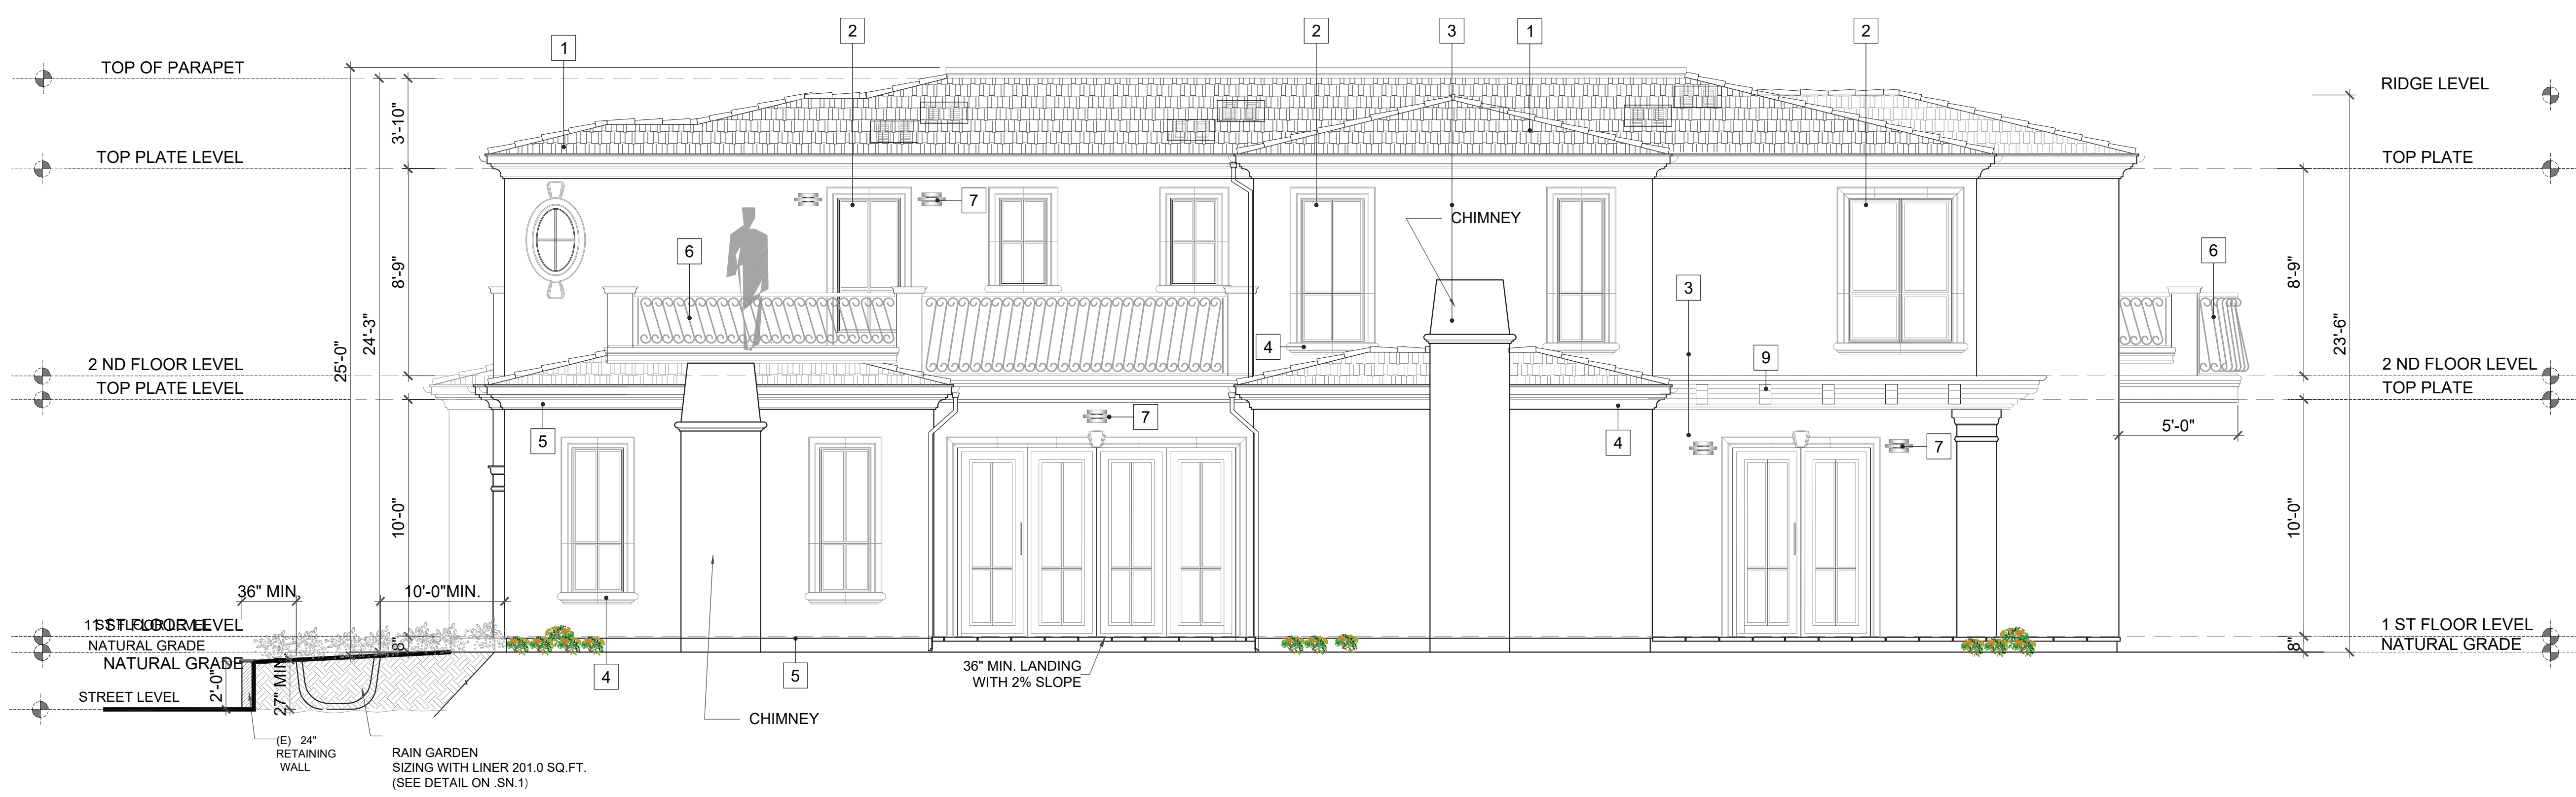 1
2
2
3
1
2
TOP OF PARAPET
RIDGE LEVEL
3'-10"
TOP PLATE LEVEL
TOP PLATE
7
CHIMNEY
6
6
8'-9"
8'-9"
3
25'-0"
24'-3"
23'-6"
4
2 ND FLOOR LEVEL
2 ND FLOOR LEVEL
9
TOP PLATE LEVEL
TOP PLATE
7
5'-0"
5
4
7
10'-0"
10'-0"
36" MIN.
10'-0"MIN.
1 ST FLOOR LEVEL
1 ST FLOOR LEVEL
NATURAL GRADE
8"
8"
NATURAL GRADE
NATURAL GRADE
36" MIN. LANDING
WITH 2% SLOPE
4
5
2'-0"
27" MIN.
STREET LEVEL
CHIMNEY
(E) 24"
RETAINING
WALL
RAIN GARDEN
SIZING WITH LINER 201.0 SQ.FT.
(SEE DETAIL ON .SN.1)